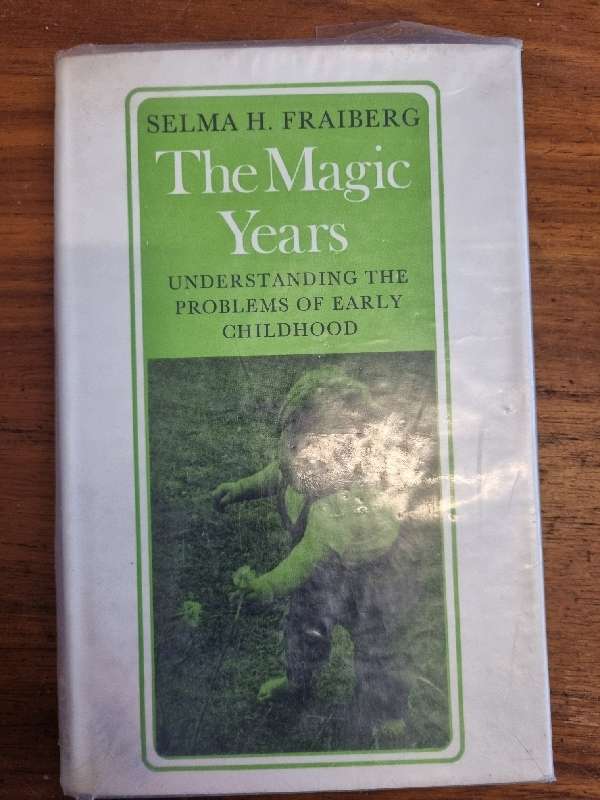 SELMA H. FRAIBERG
The Magic
Years
UNDERSTANDING THE
PROBLEMS OF EARLY
CHILDHOOD